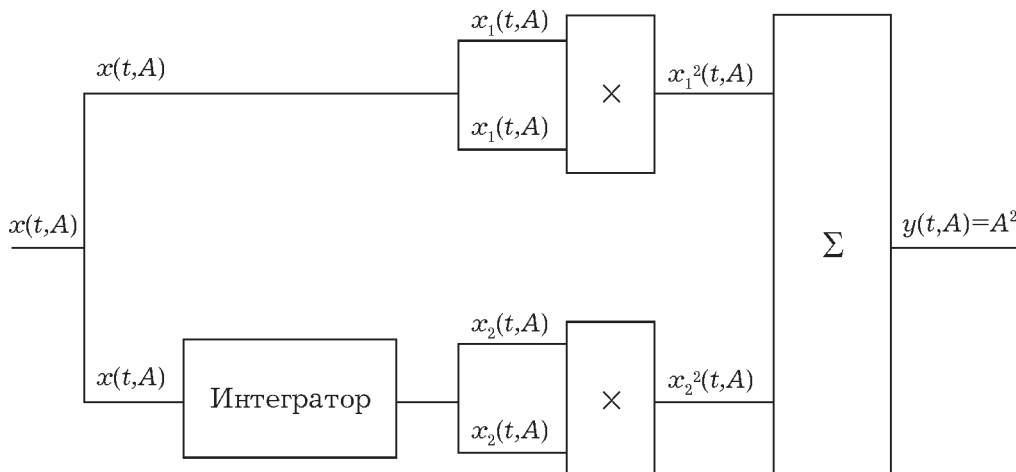 x₁(t,A)
x(t,A)
x₁²(t,A)
×
x₁(t,A)
x(t,A)
Σ
y(t,A)=A²
x₂(t,A)
x(t,A)
x₂²(t,A)
Интегратор
×
x₂(t,A)